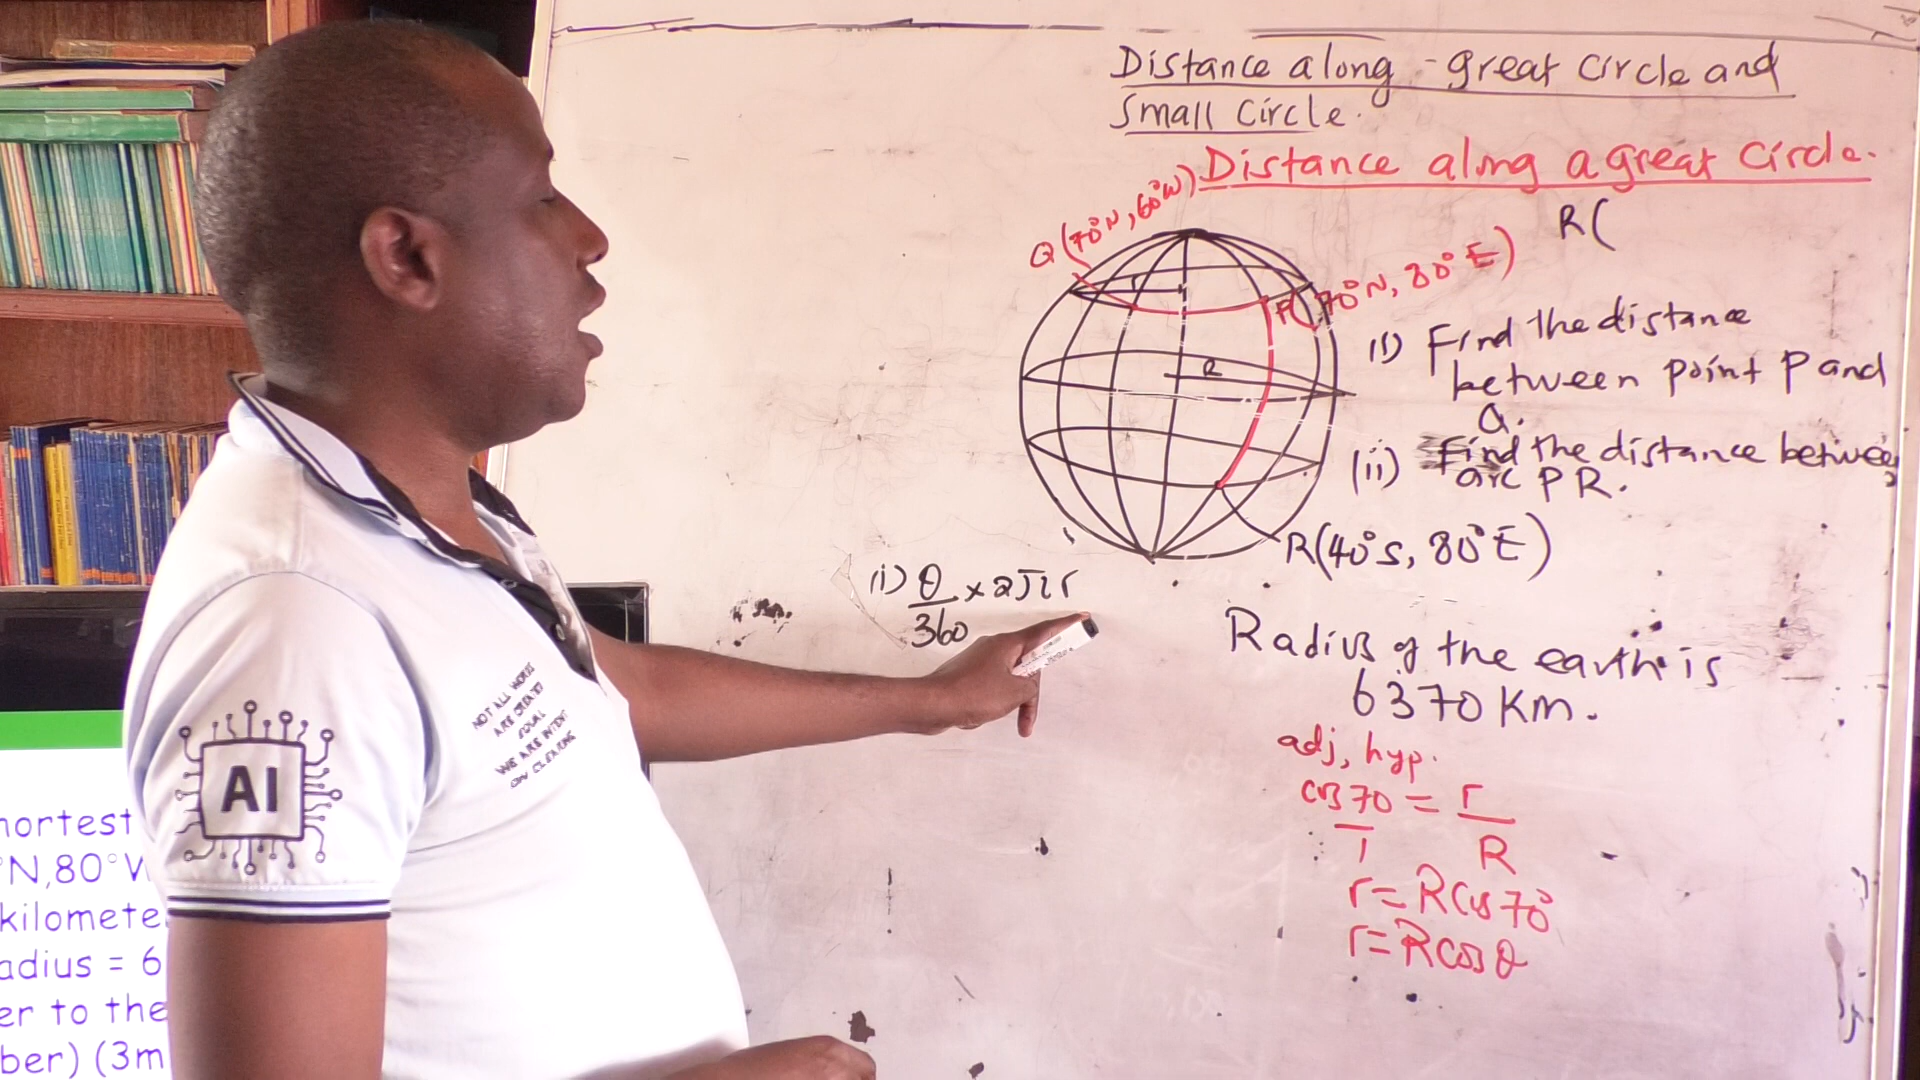 Distance along - great circle and
Small Circle.
Distance along a great Circle.
Q(70°N, 60°W)
R(
P(70°N, 80°E)
r
R
(i) Find the distance
between point P and
Q.
(ii) Find the distance between
arc PR.
R(40°S, 80°E)
(i) θ/360 × 2πr
Radius of the earth is
6370 Km.
adj, hyp.
cos 70/1 = r/R
r = R Cos 70°
r = R Cos θ
NOT ALL WORDS
ARE CREATED
EQUAL
WE ARE INTENT
ON CLEARING
AI
hortest
°N,80°W
kilomete
adius = 6
er to the
ber) (3m